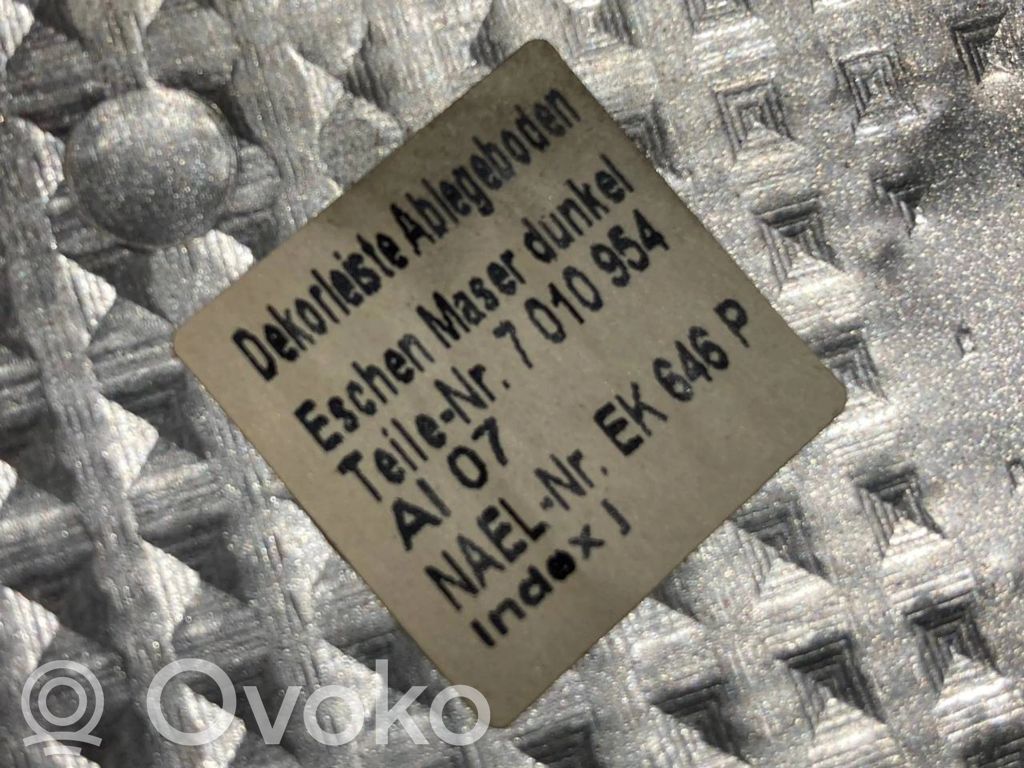 Dekorleiste Ablegeboden
Eschen Maser dunkel
Teile-Nr. 7 010 954
AI 07
NAEL-Nr. EK 646 P
Index J
R Ovoko